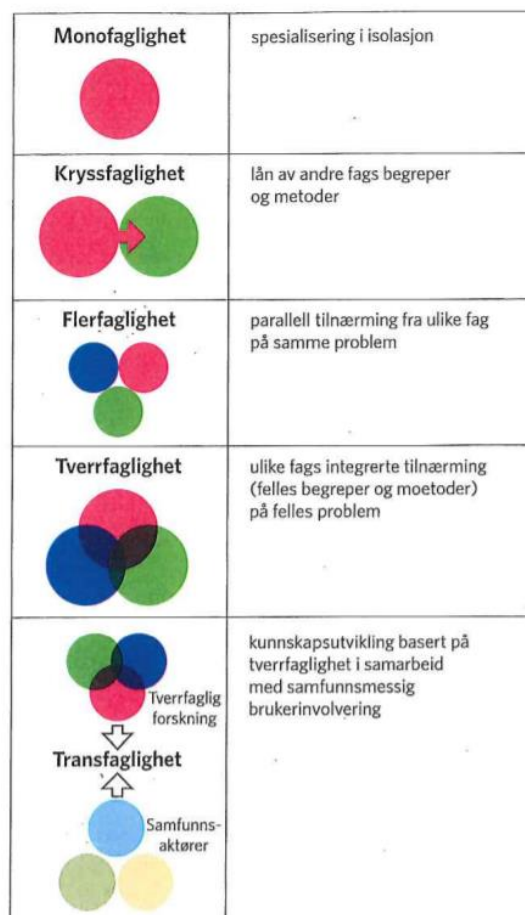 Monofaglighet
spesialisering i isolasjon
Kryssfaglighet
lån av andre fags begreper
og metoder
Flerfaglighet
parallell tilnærming fra ulike fag
på samme problem
Tverrfaglighet
ulike fags integrerte tilnærming
(felles begreper og moetoder)
på felles problem
Tverrfaglig
forskning
Transfaglighet
Samfunns-
aktører
kunnskapsutvikling basert på
tverrfaglighet i samarbeid
med samfunnsmessig
brukerinvolvering